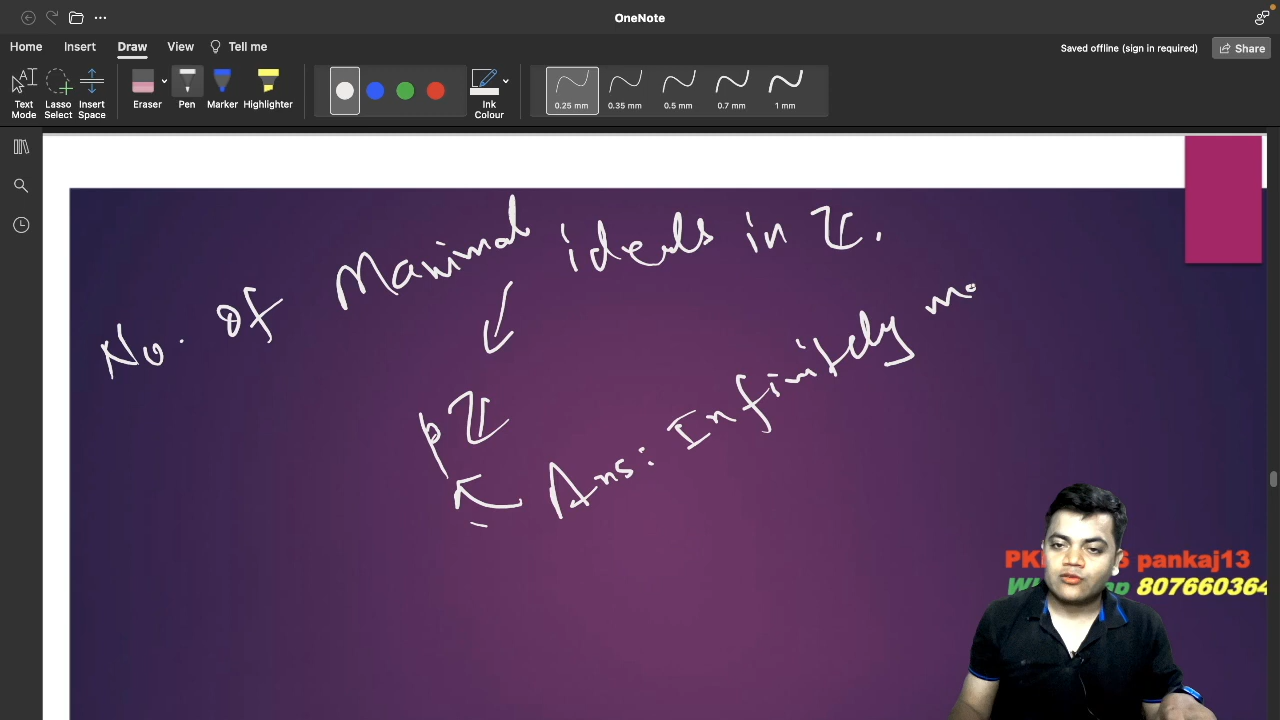 OneNote
Home Insert Draw View Tell me
Saved offline (sign in required) Share
Text Mode Lasso Select Insert Space Eraser Pen Marker Highlighter Ink Colour 0.25 mm 0.35 mm 0.5 mm 0.7 mm 1 mm
No. of Maximal ideals in ℤ.
pℤ
Ans: Infinitely
pankaj13
807660364